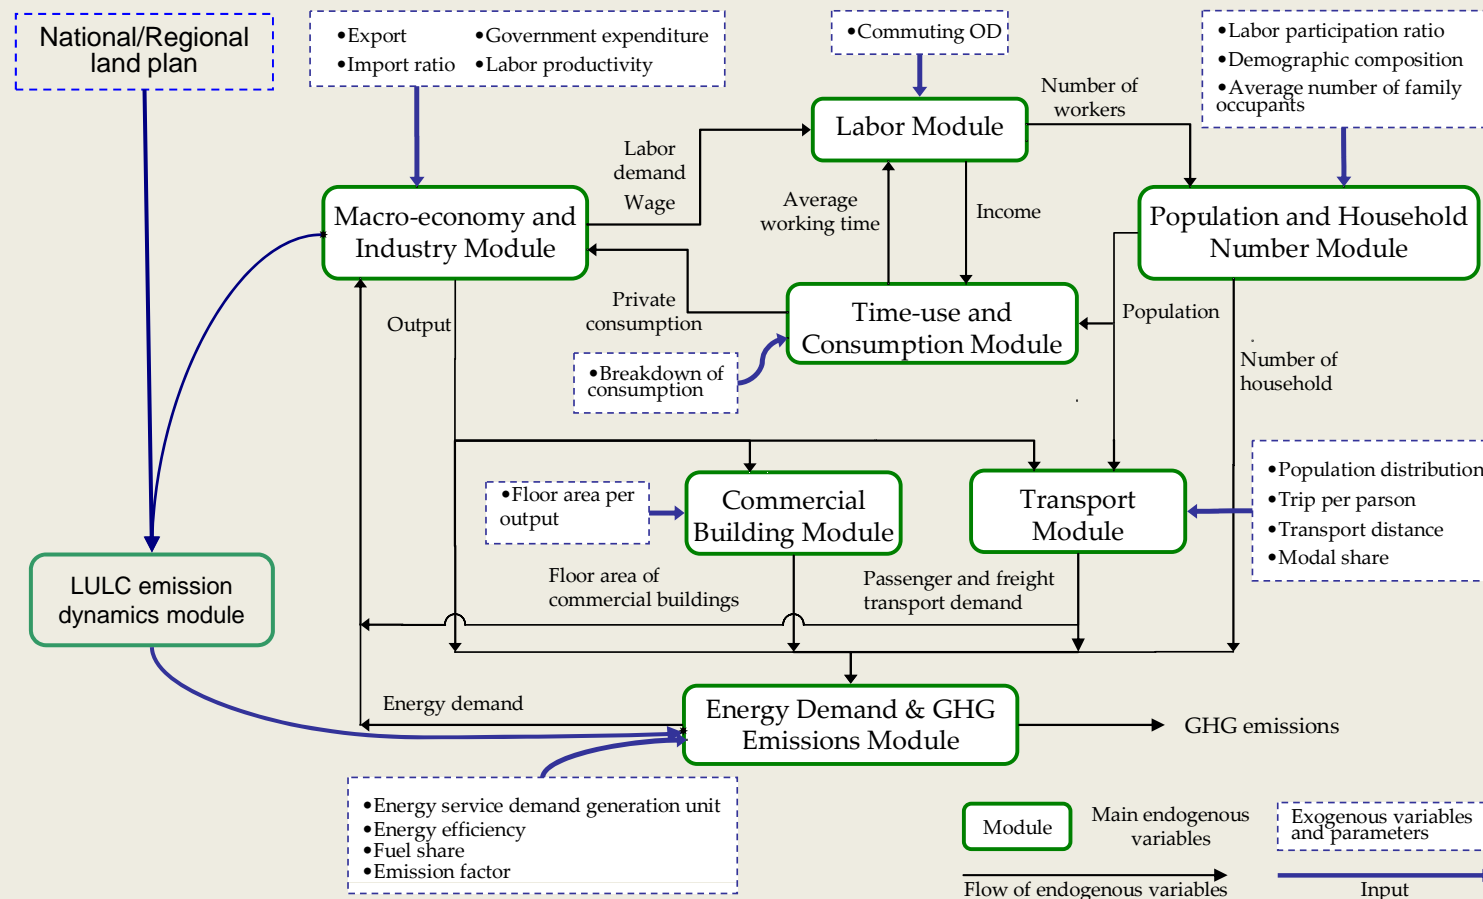 National/Regional
land plan
•Export
•Government expenditure
•Import ratio
•Labor productivity
•Commuting OD
•Labor participation ratio
•Demographic composition
•Average number of family
occupants
Number of
workers
Labor Module
Labor
demand
Wage
Average
working time
Income
Macro-economy and
Industry Module
Population and Household
Number Module
Output
Private
consumption
Time-use and
Consumption Module
Population
•Breakdown of
consumption
Number of
household
•Floor area per
output
Commercial
Building Module
Transport
Module
•Population distribution
•Trip per parson
•Transport distance
•Modal share
LULC emission
dynamics module
Floor area of
commercial buildings
Passenger and freight
transport demand
Energy demand
Energy Demand & GHG
Emissions Module
GHG emissions
•Energy service demand generation unit
•Energy efficiency
•Fuel share
•Emission factor
Module
Main endogenous
variables
Exogenous variables
and parameters
Flow of endogenous variables
Input